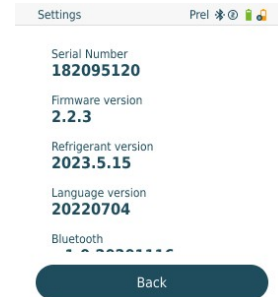 Settings Prel
Serial Number
182095120
Firmware version
2.2.3
Refrigerant version
2023.5.15
Language version
20220704
Bluetooth
Back